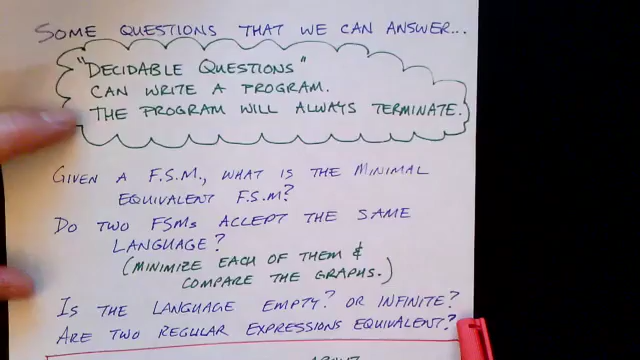 SOME QUESTIONS THAT WE CAN ANSWER...
"DECIDABLE QUESTIONS"
CAN WRITE A PROGRAM.
THE PROGRAM WILL ALWAYS TERMINATE.
GIVEN A F.S.M., WHAT IS THE MINIMAL
EQUIVALENT F.S.M?
DO TWO FSMS ACCEPT THE SAME
LANGUAGE?
(MINIMIZE EACH OF THEM &
COMPARE THE GRAPHS.)
IS THE LANGUAGE EMPTY? OR INFINITE?
ARE TWO REGULAR EXPRESSIONS EQUIVALENT?